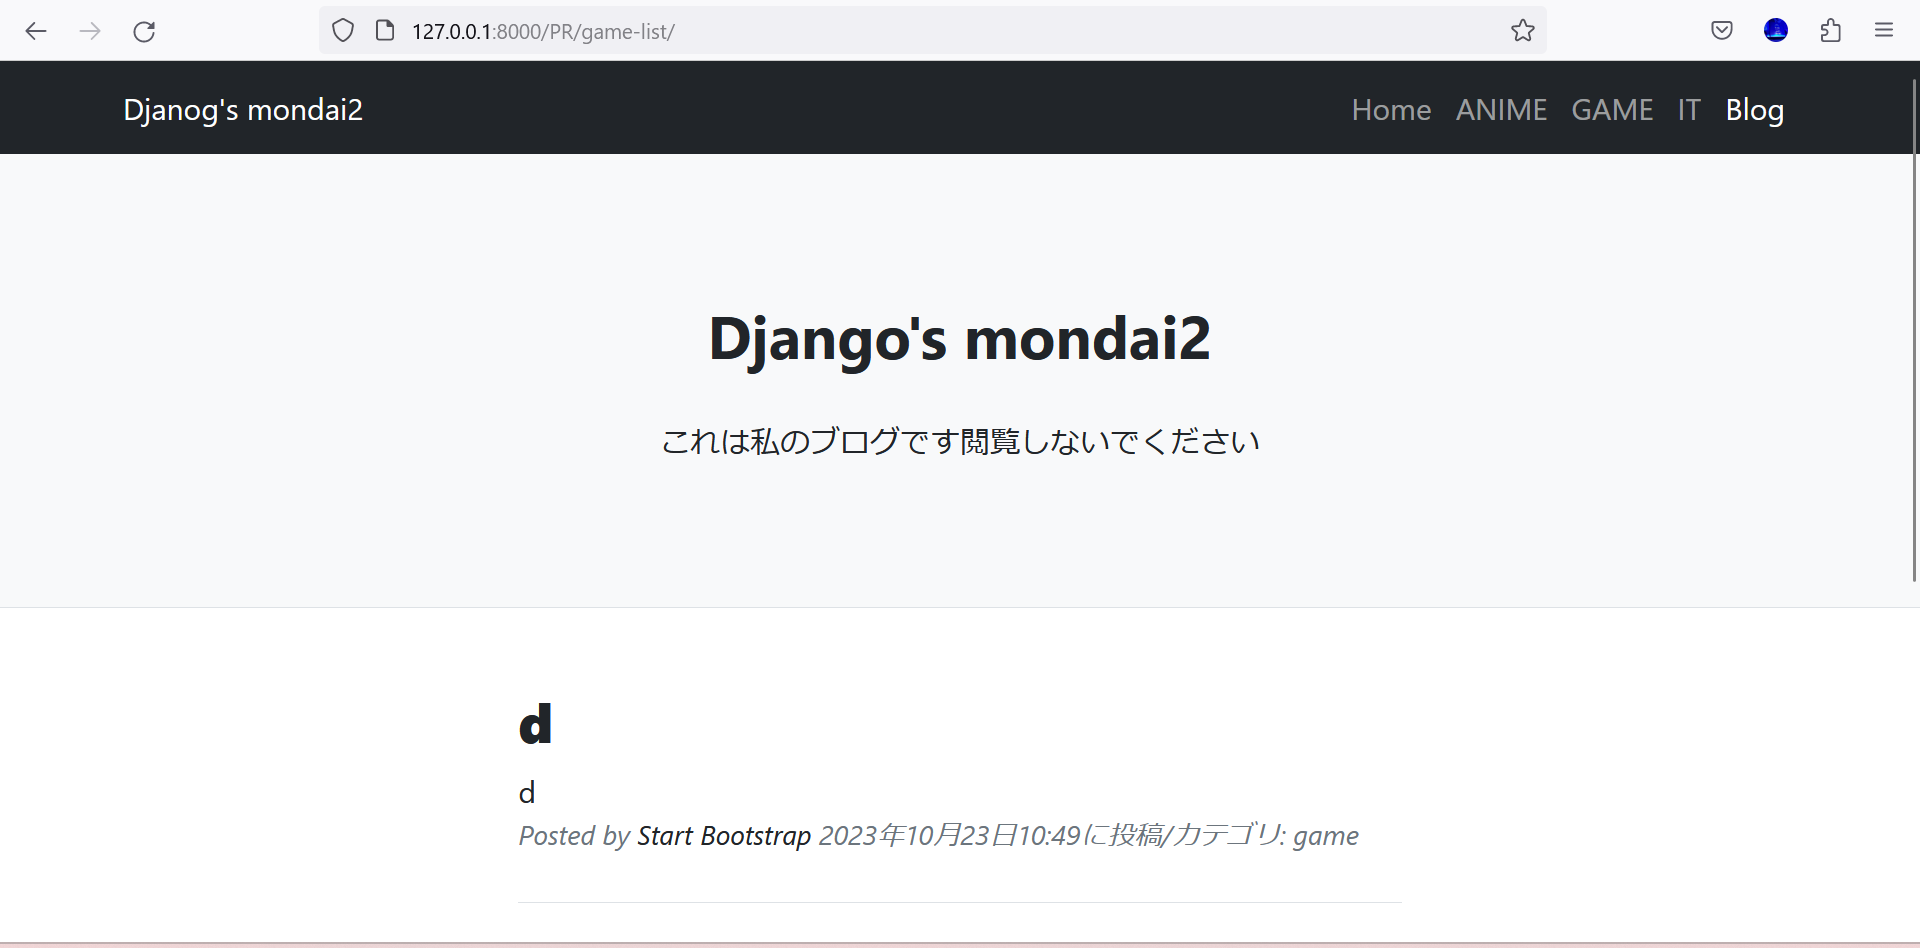 127.0.0.1:8000/PR/game-list/
Djanog's mondai2 Home ANIME GAME IT Blog
Django's mondai2
これは私のブログです閲覧しないでください
d
d
Posted by Start Bootstrap 2023年10月23日10:49に投稿/カテゴリ: game